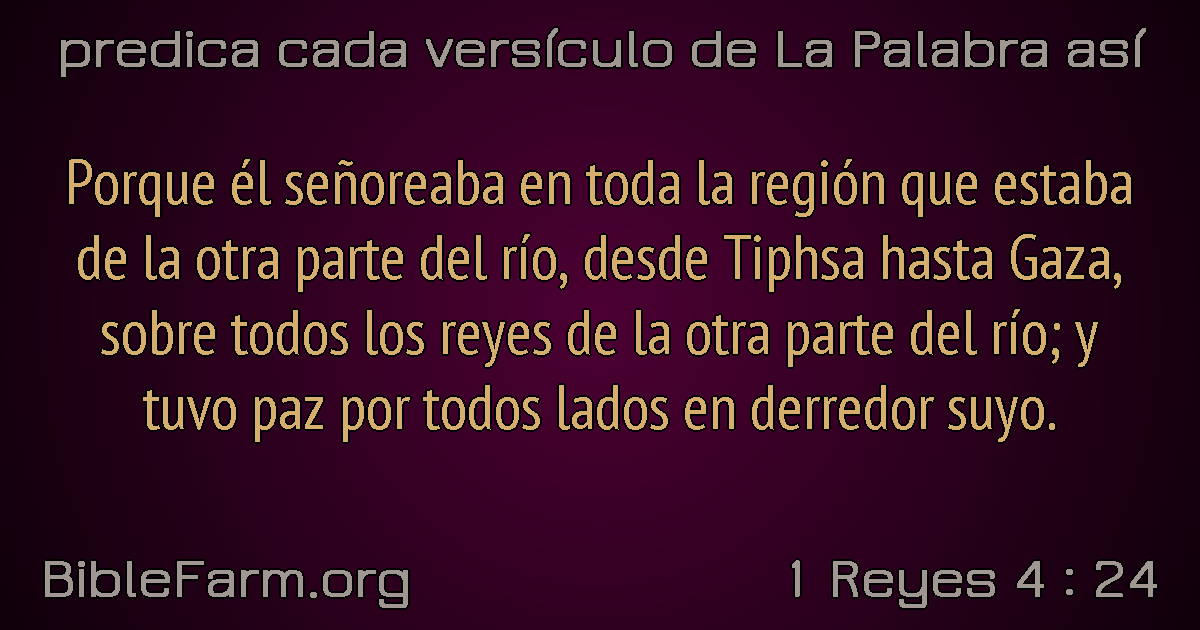 predica cada versículo de La Palabra así
Porque él señoreaba en toda la región que estaba
de la otra parte del río, desde Tiphsa hasta Gaza,
sobre todos los reyes de la otra parte del río; y
tuvo paz por todos lados en derredor suyo.
BibleFarm.org
1 Reyes 4 : 24